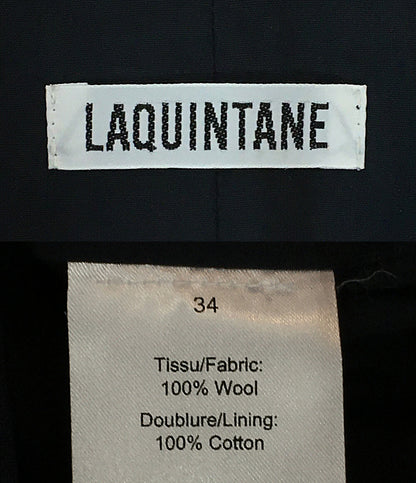 LAQUINTANE
34
Tissu/Fabric:
100% Wool
Doublure/Lining:
100% Cotton